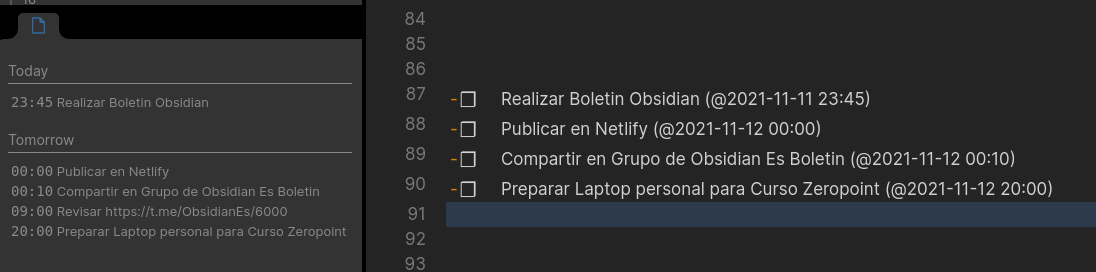 Today
23:45 Realizar Boletin Obsidian
Tomorrow
00:00 Publicar en Netlify
00:10 Compartir en Grupo de Obsidian Es Boletin
09:00 Revisar https://t.me/ObsidianEs/6000
20:00 Preparar Laptop personal para Curso Zeropoint
84
85
86
87 - Realizar Boletin Obsidian (@2021-11-11 23:45)
88 - Publicar en Netlify (@2021-11-12 00:00)
89 - Compartir en Grupo de Obsidian Es Boletin (@2021-11-12 00:10)
90 - Preparar Laptop personal para Curso Zeropoint (@2021-11-12 20:00)
91
92
93